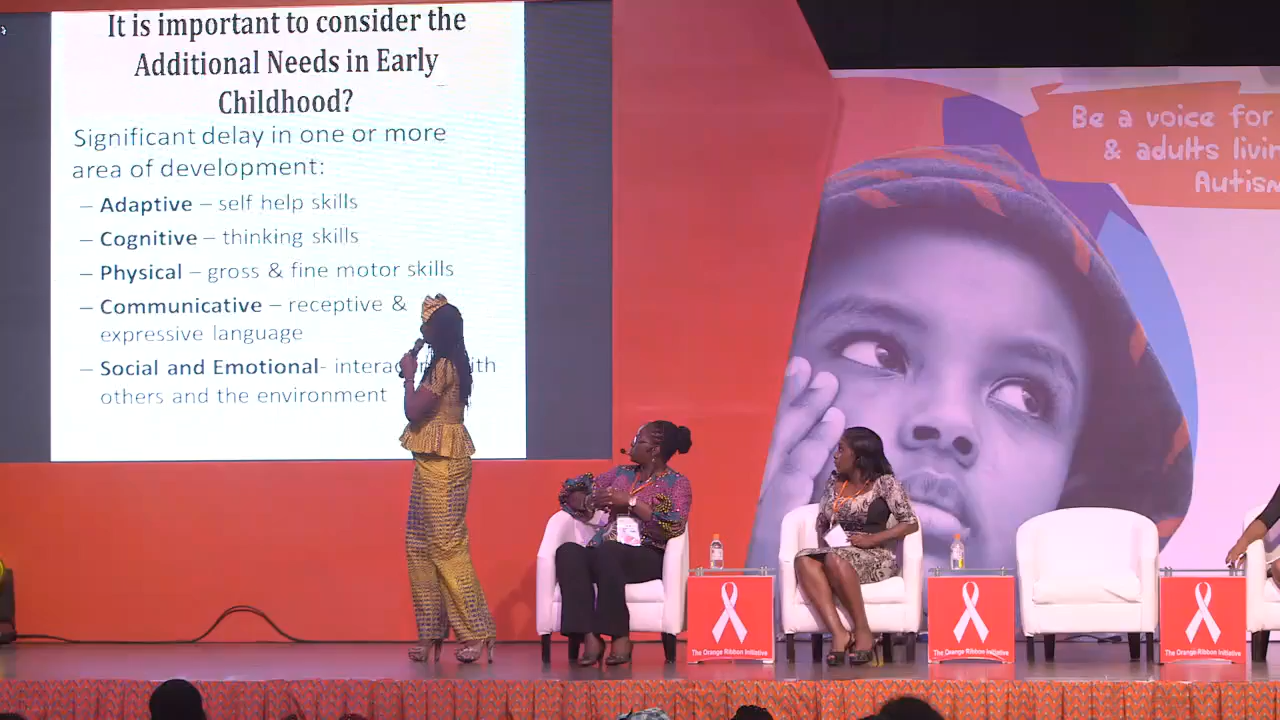 It is important to consider the
Additional Needs in Early
Childhood?
Significant delay in one or more
area of development:
– Adaptive – self help skills
– Cognitive – thinking skills
– Physical – gross & fine motor skills
– Communicative – receptive &
expressive language
– Social and Emotional- with
others and the environment
Be a voice for
& adults
The Orange Ribbon Initiative
The Orange Ribbon Initiative
The Orange Ribbon Initiative